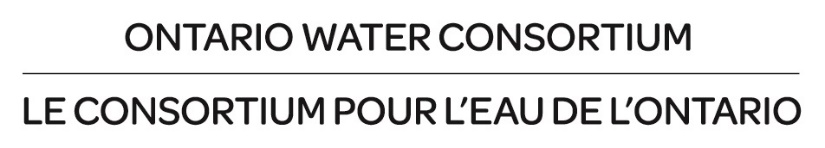 ONTARIO WATER CONSORTIUM
LE CONSORTIUM POUR L’EAU DE L’ONTARIO